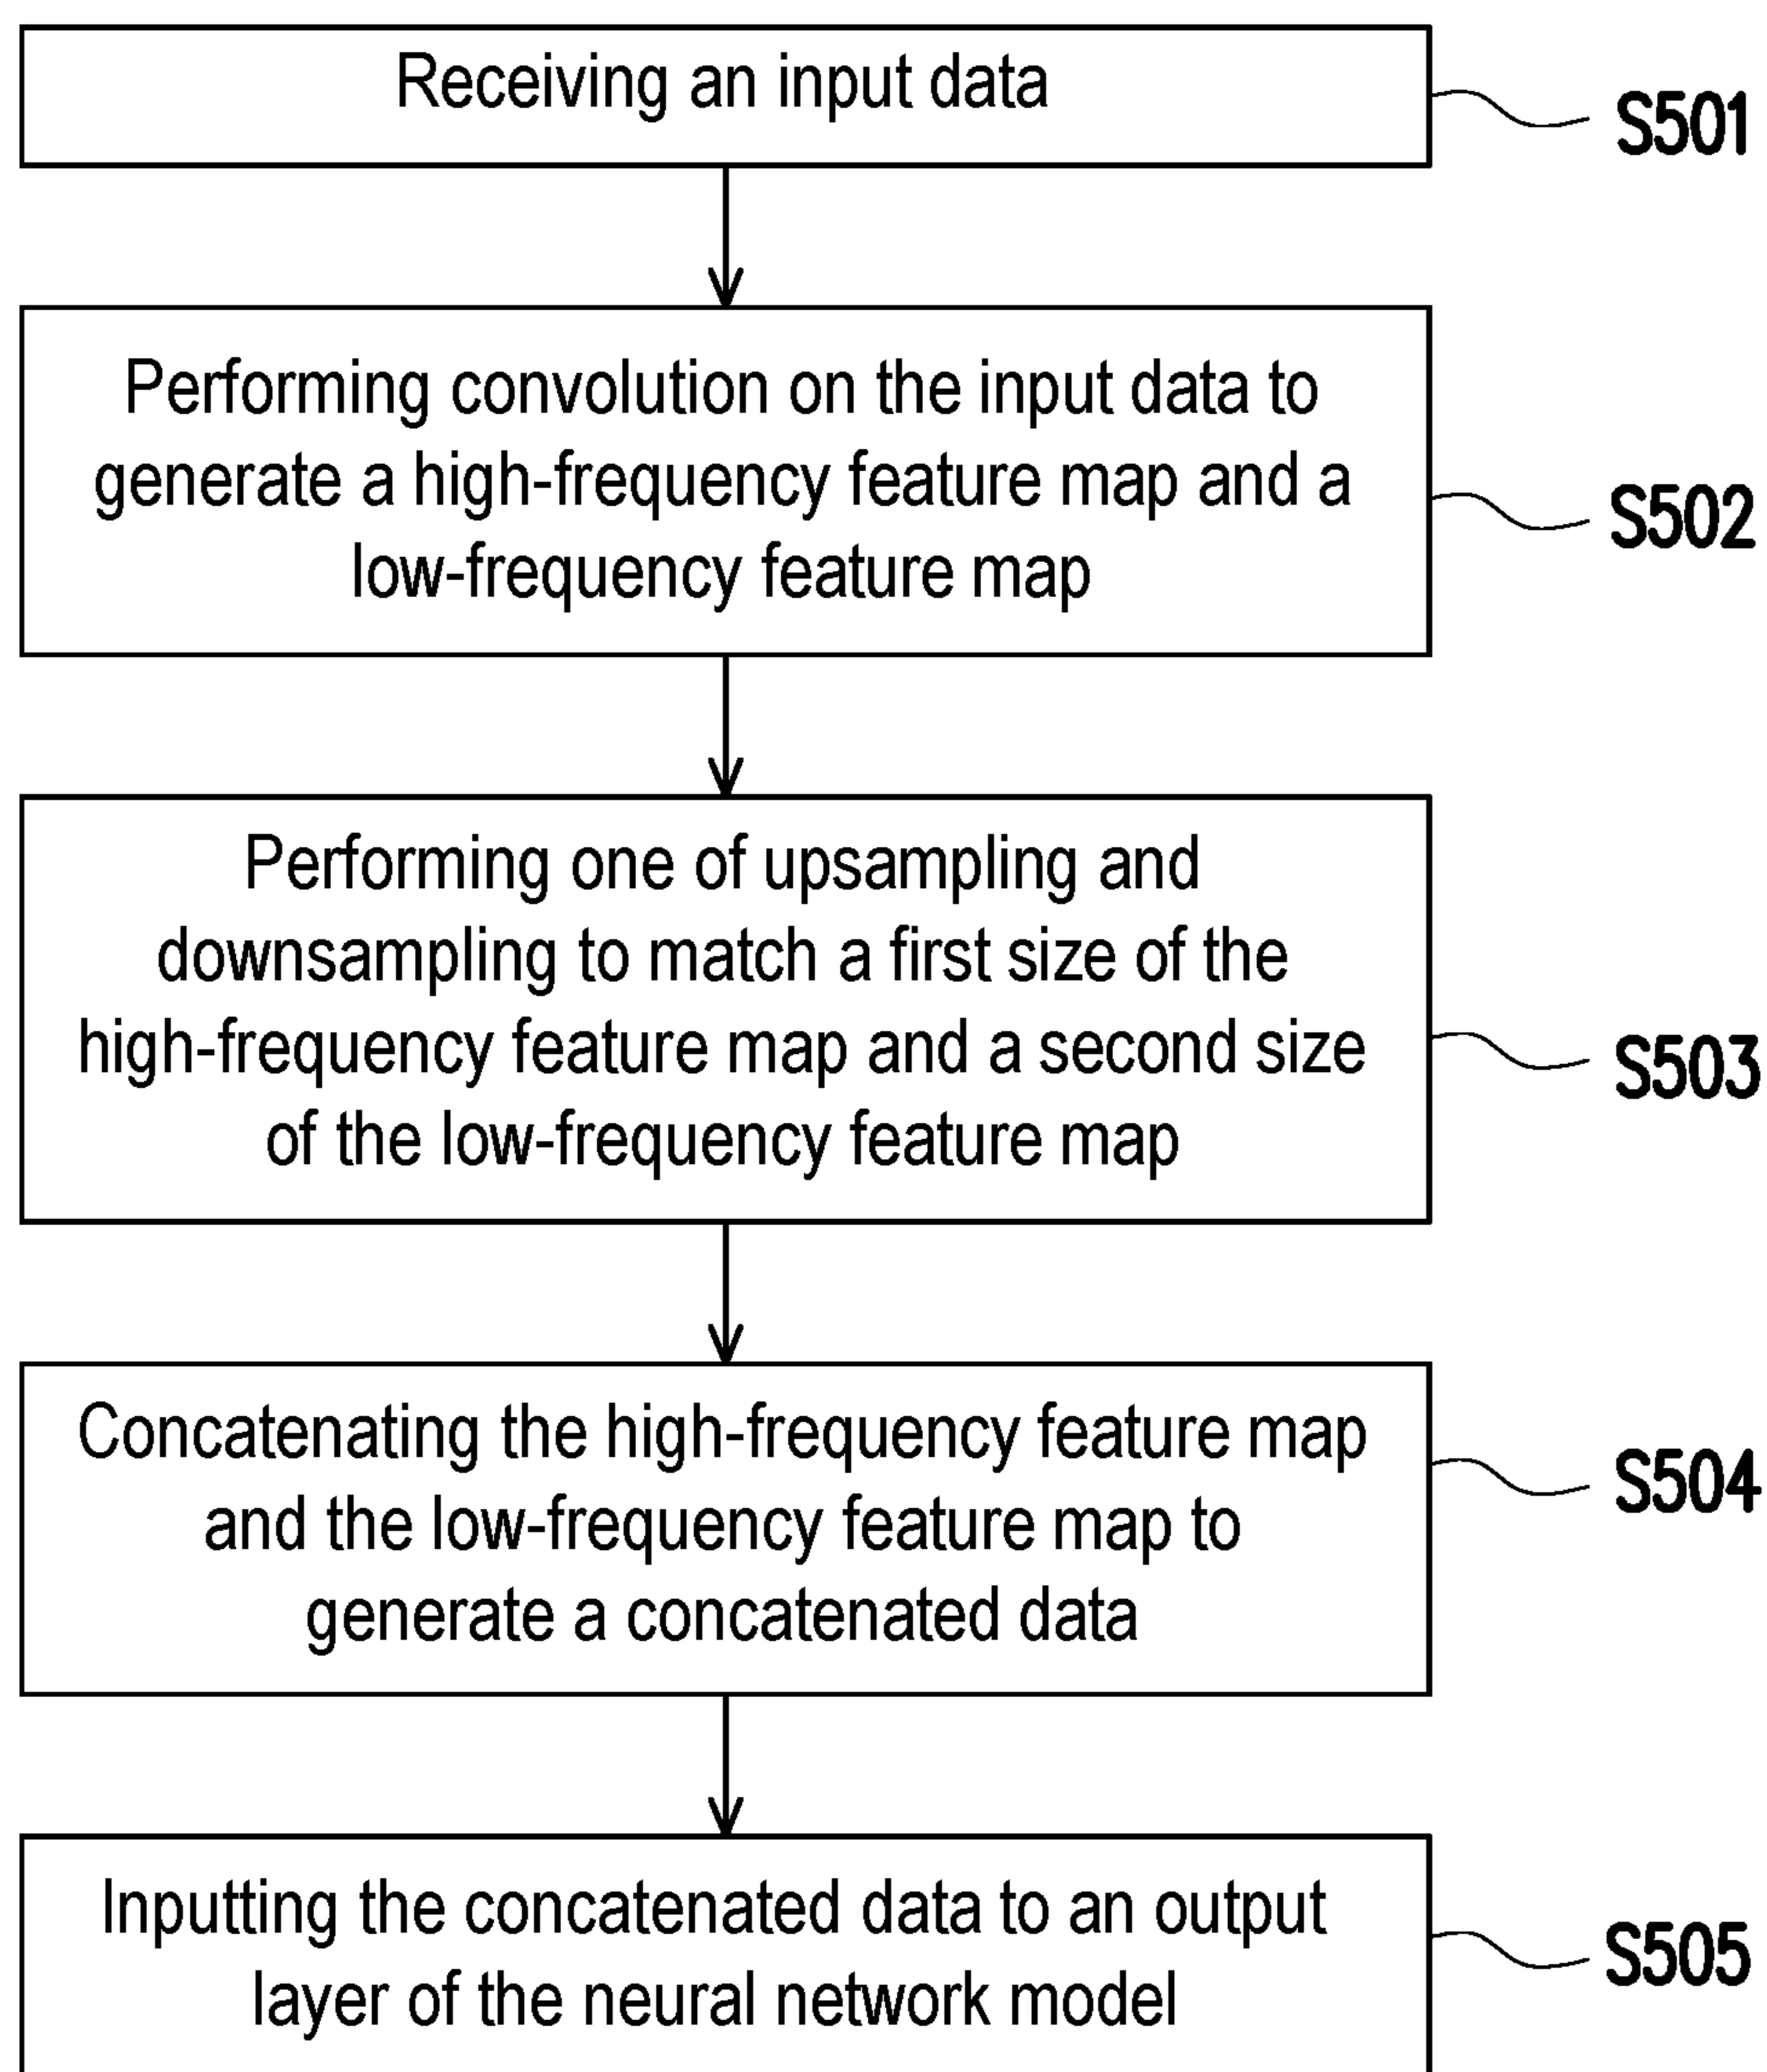 Receiving an input data
S501
Performing convolution on the input data to
generate a high-frequency feature map and a
low-frequency feature map
S502
Performing one of upsampling and
downsampling to match a first size of the
high-frequency feature map and a second size
of the low-frequency feature map
S503
Concatenating the high-frequency feature map
and the low-frequency feature map to
generate a concatenated data
S504
Inputting the concatenated data to an output
layer of the neural network model
S505